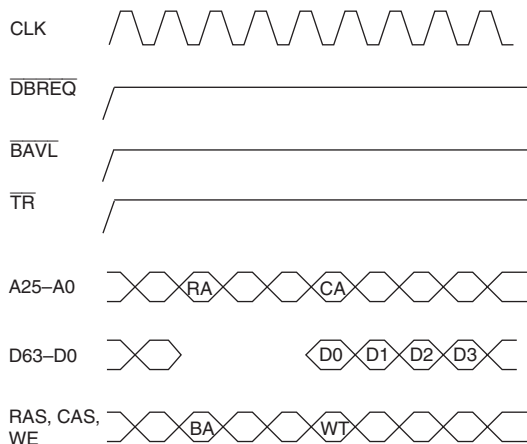 CLK
DBREQ
BAVL
TR
A25–A0 RA CA
D63–D0 D0 D1 D2 D3
RAS, CAS,
WE BA WT